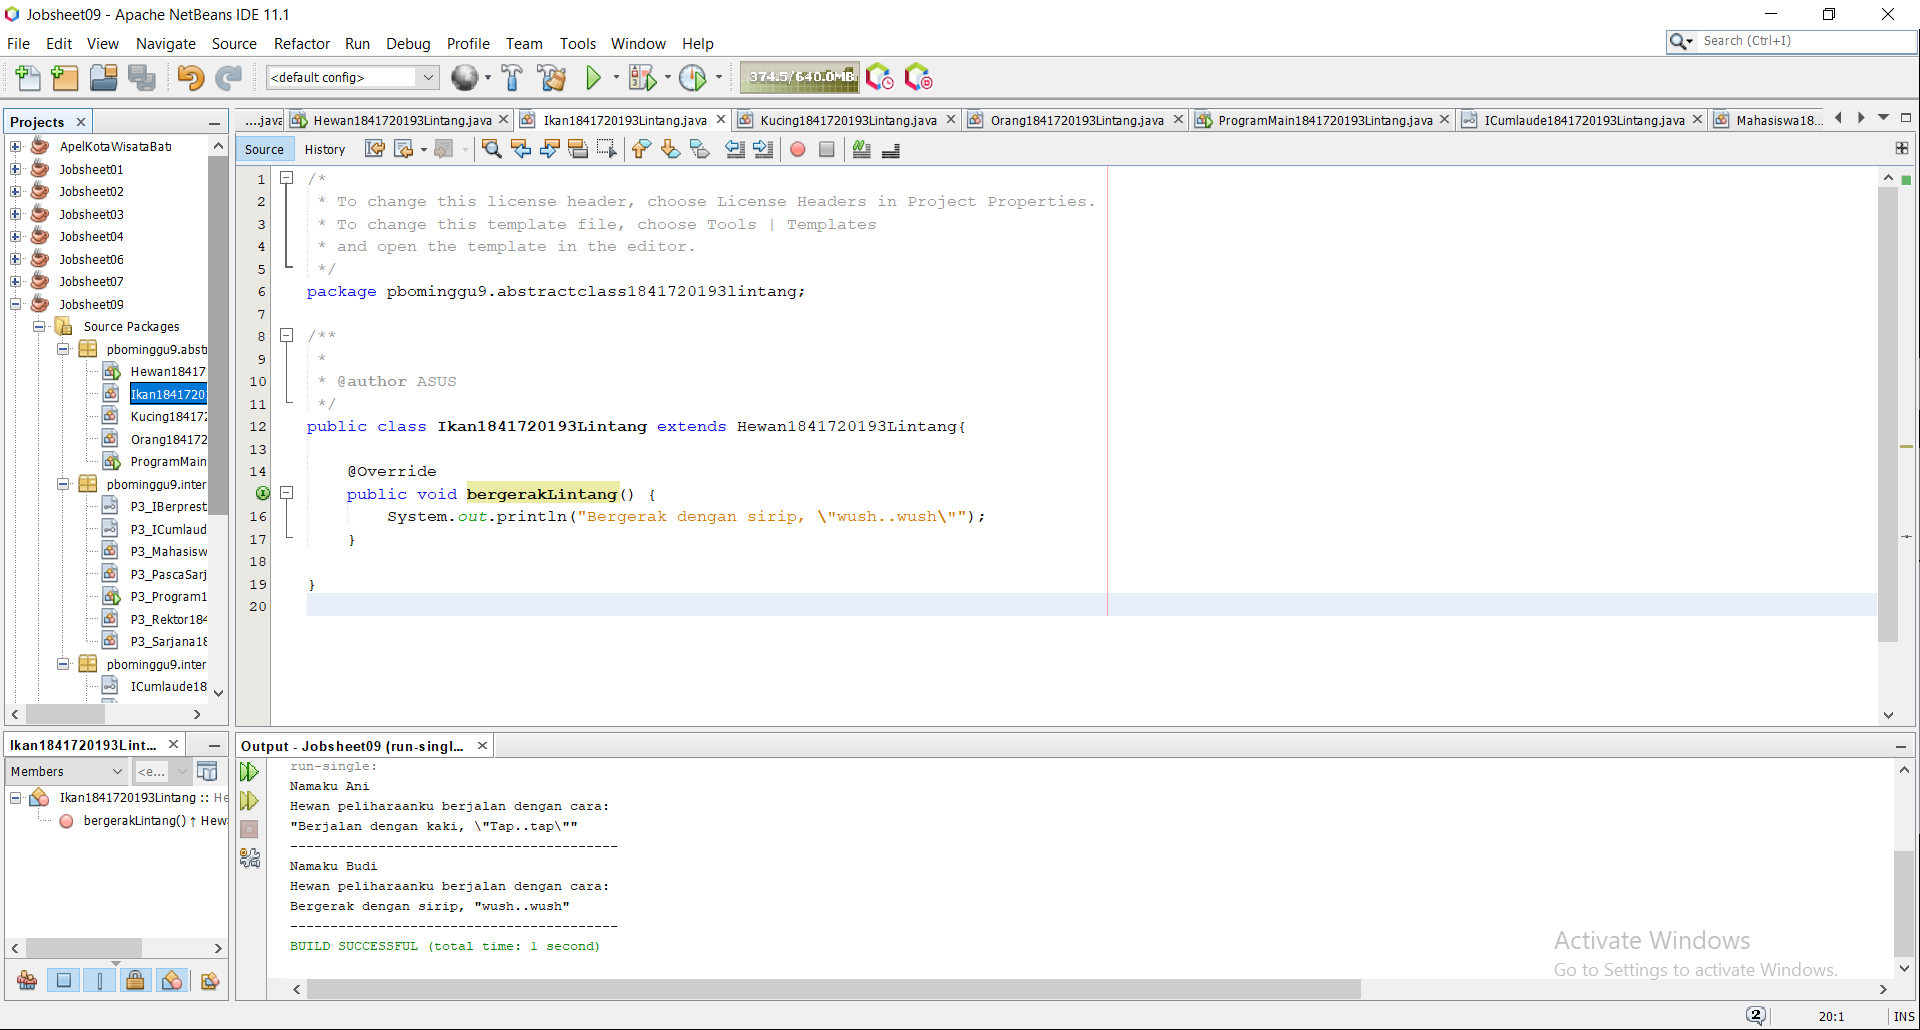 Jobsheet09 - Apache NetBeans IDE 11.1
File Edit View Navigate Source Refactor Run Debug Profile Team Tools Window Help
Search (Ctrl+I)
<default config>
374.5/640.0MB
Projects
....java
Hewan1841720193Lintang.java
Ikan1841720193Lintang.java
Kucing1841720193Lintang.java
Orang1841720193Lintang.java
ProgramMain1841720193Lintang.java
ICumlaude1841720193Lintang.java
Mahasiswa18...
ApelKotaWisataBat
Jobsheet01
Jobsheet02
Jobsheet03
Jobsheet04
Jobsheet06
Jobsheet07
Jobsheet09
Source Packages
pbominggu9.abst
Hewan18417
Ikan1841720
Kucing18417
Orang184172
ProgramMain
pbominggu9.inter
P3_IBerprest
P3_ICumlaud
P3_Mahasisw
P3_PascaSarj
P3_Program1
P3_Rektor184
P3_Sarjana18
pbominggu9.inter
ICumlaude18
Source History
1 /*
2 * To change this license header, choose License Headers in Project Properties.
3 * To change this template file, choose Tools | Templates
4 * and open the template in the editor.
5 */
6 package pbominggu9.abstractclass1841720193lintang;
7
8 /**
9 *
10 * @author ASUS
11 */
12 public class Ikan1841720193Lintang extends Hewan1841720193Lintang{
13
14 @Override
public void bergerakLintang() {
16 System.out.println("Bergerak dengan sirip, \"wush..wush\"");
17 }
18
19 }
20
Ikan1841720193Lint...
Members
<e...
Ikan1841720193Lintang :: He
bergerakLintang() ↑ Hew
Output - Jobsheet09 (run-singl...
run-single:
Namaku Ani
Hewan peliharaanku berjalan dengan cara:
"Berjalan dengan kaki, \"Tap..tap\""
-----------------------------------------
Namaku Budi
Hewan peliharaanku berjalan dengan cara:
Bergerak dengan sirip, "wush..wush"
-----------------------------------------
BUILD SUCCESSFUL (total time: 1 second)
Activate Windows
Go to Settings to activate Windows.
2
20:1
INS